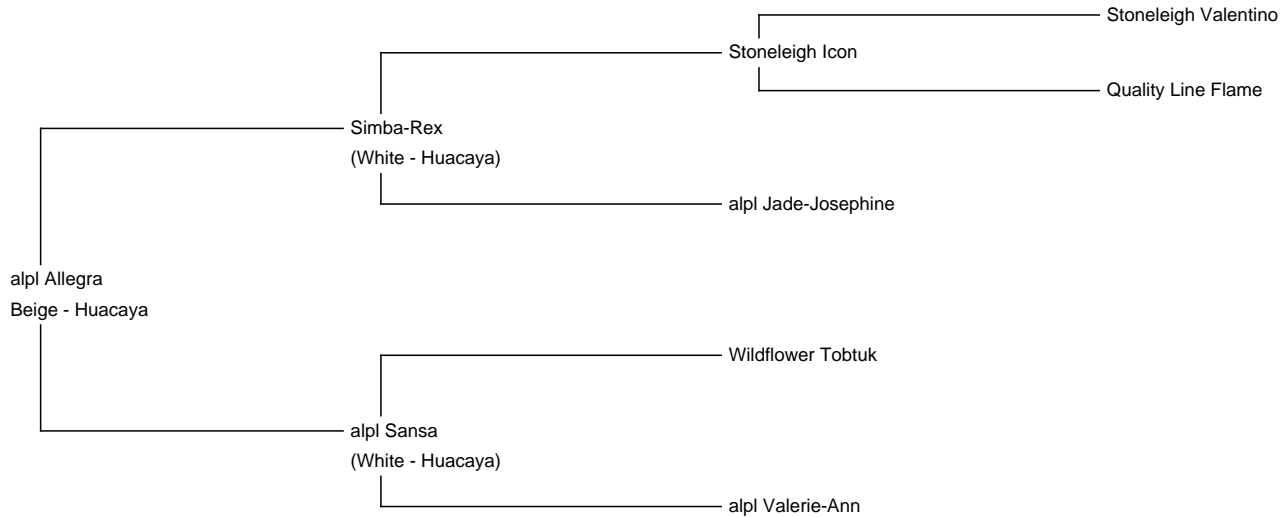 Stoneleigh Valentino
Stoneleigh Icon
Quality Line Flame
Simba-Rex
(White - Huacaya)
alpl Jade-Josephine
alpl Allegra
Beige - Huacaya
Wildflower Tobtuk
alpl Sansa
(White - Huacaya)
alpl Valerie-Ann